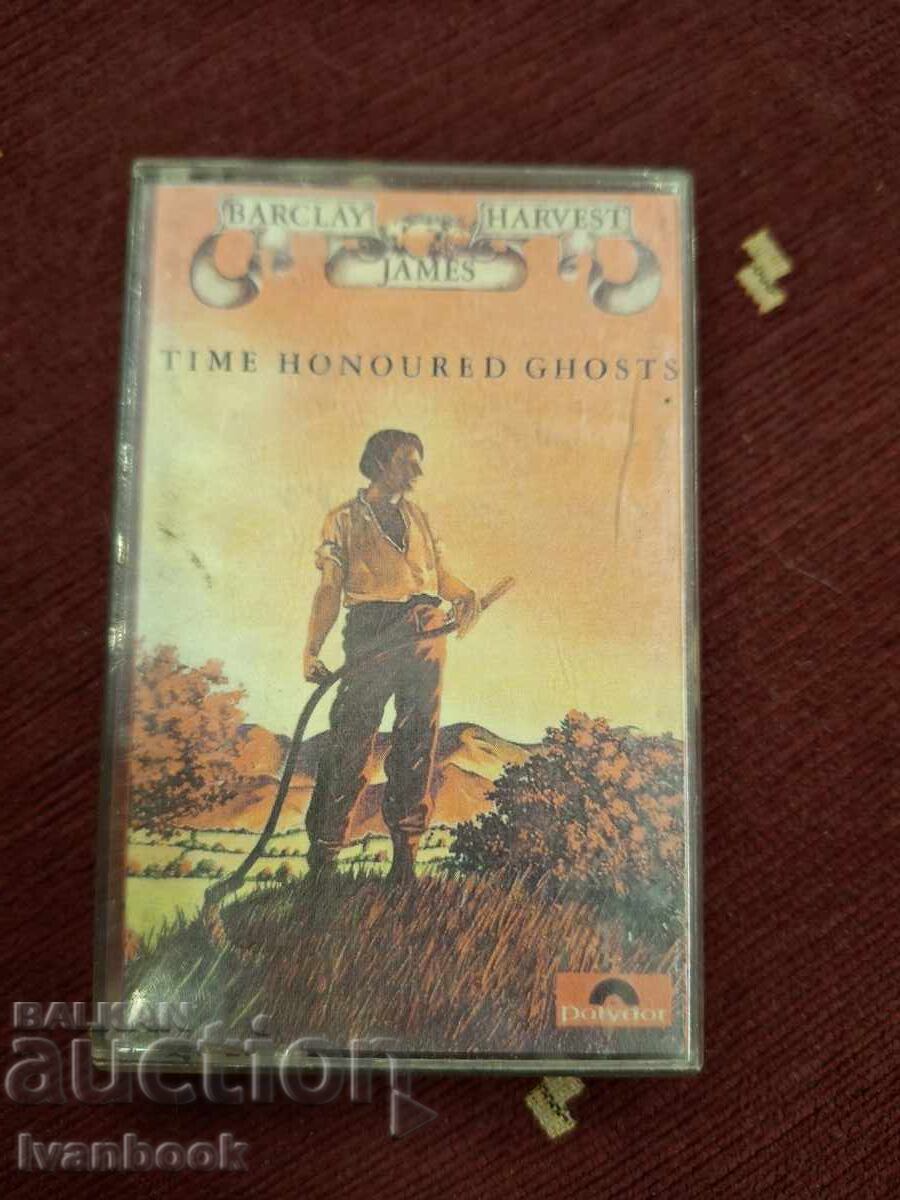 BARCLAY HARVEST
JAMES
TIME HONOURED GHOSTS
Polydor
BALKAN
auction
Ivanbook